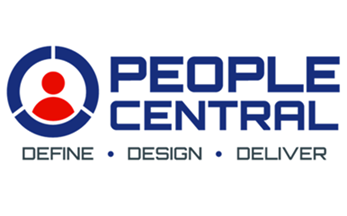 PEOPLE
CENTRAL
DEFINE • DESIGN • DELIVER